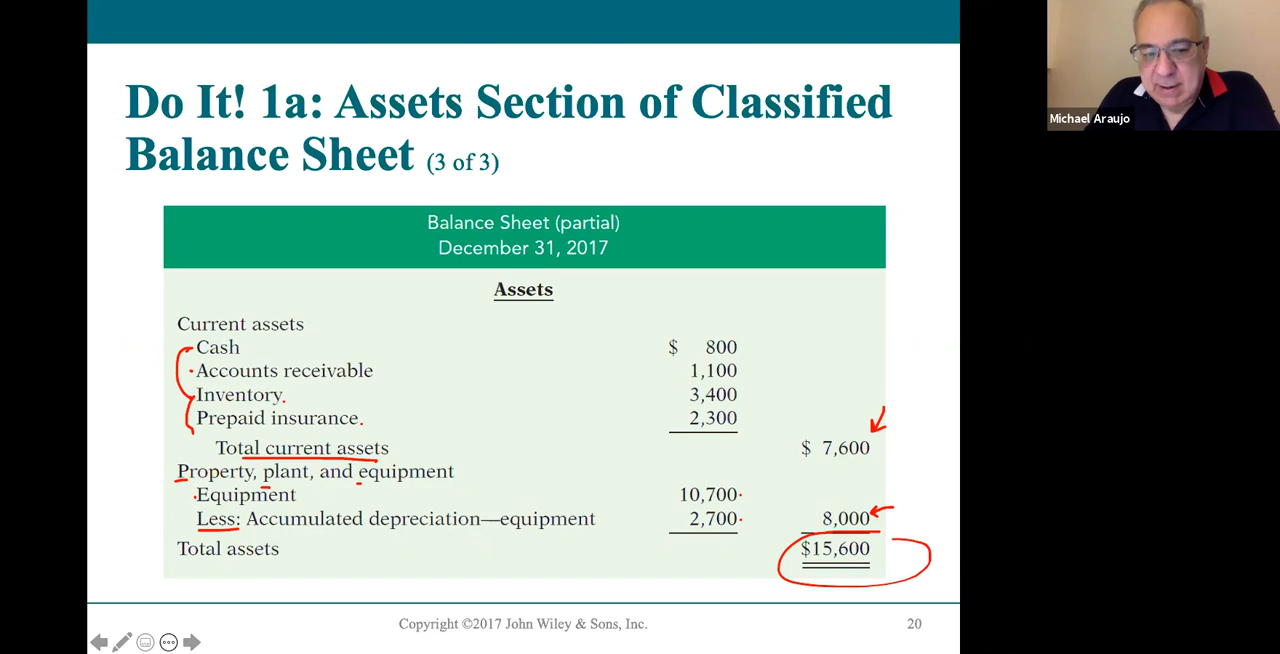 Michael Araujo
Do It! 1a: Assets Section of Classified
Balance Sheet (3 of 3)
Balance Sheet (partial)
December 31, 2017
Assets
Current assets
Cash $ 800
Accounts receivable 1,100
Inventory 3,400
Prepaid insurance 2,300
Total current assets $ 7,600
Property, plant, and equipment
Equipment 10,700
Less: Accumulated depreciation—equipment 2,700 8,000
Total assets $15,600
Copyright ©2017 John Wiley & Sons, Inc. 20